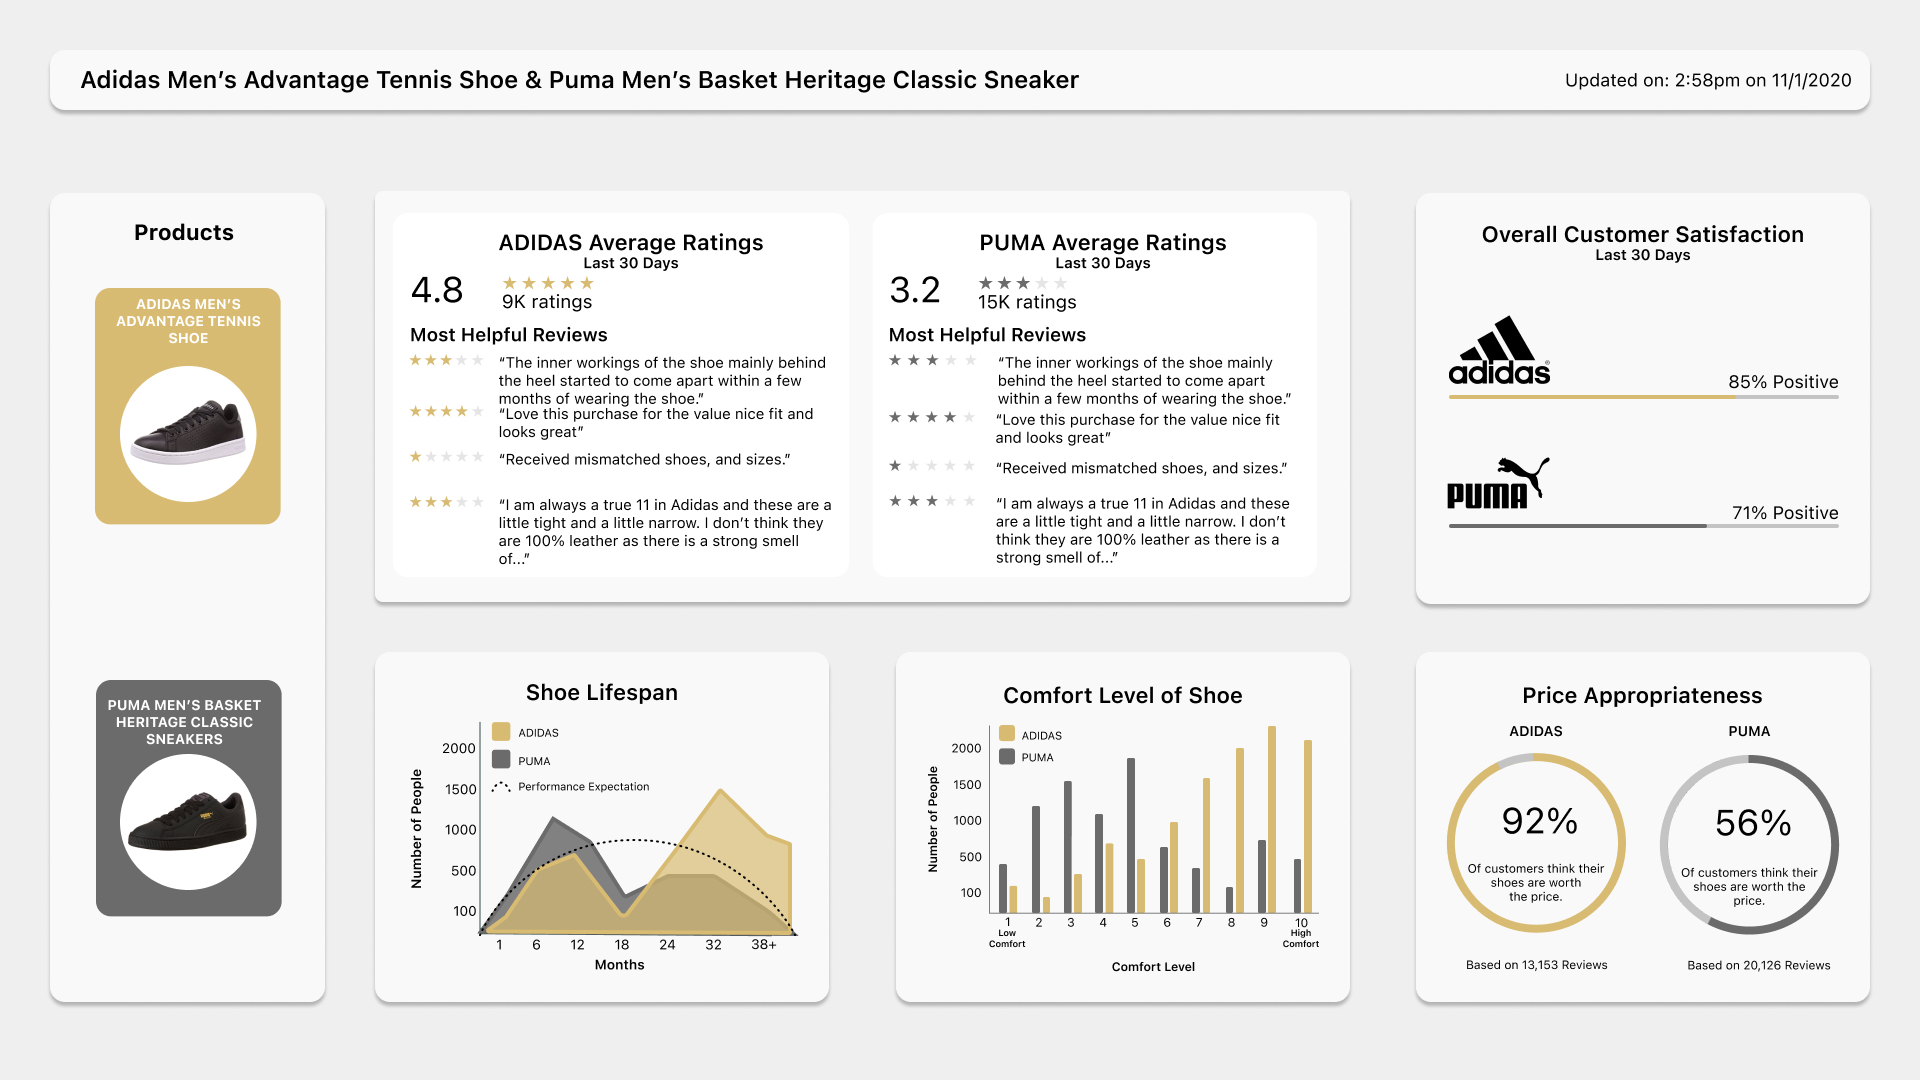 Adidas Men’s Advantage Tennis Shoe & Puma Men’s Basket Heritage Classic Sneaker
Updated on: 2:58pm on 11/1/2020
Products
ADIDAS MEN’S
ADVANTAGE TENNIS
SHOE
PUMA MEN’S BASKET
HERITAGE CLASSIC
SNEAKERS
ADIDAS Average Ratings
Last 30 Days
4.8
9K ratings
Most Helpful Reviews
“The inner workings of the shoe mainly behind
the heel started to come apart within a few
months of wearing the shoe.”
“Love this purchase for the value nice fit and
looks great”
“Received mismatched shoes, and sizes.”
“I am always a true 11 in Adidas and these are a
little tight and a little narrow. I don’t think they
are 100% leather as there is a strong smell
of...”
PUMA Average Ratings
Last 30 Days
3.2
15K ratings
Most Helpful Reviews
“The inner workings of the shoe mainly
behind the heel started to come apart
within a few months of wearing the shoe.”
“Love this purchase for the value nice fit
and looks great”
“Received mismatched shoes, and sizes.”
“I am always a true 11 in Adidas and these
are a little tight and a little narrow. I don’t
think they are 100% leather as there is a
strong smell of...”
Overall Customer Satisfaction
Last 30 Days
adidas®
85% Positive
PUMA
71% Positive
Shoe Lifespan
ADIDAS
PUMA
Performance Expectation
Number of People
2000
1500
1000
500
100
1 6 12 18 24 32 38+
Months
Comfort Level of Shoe
ADIDAS
PUMA
Number of People
2000
1500
1000
500
100
1 2 3 4 5 6 7 8 9 10
Low
Comfort
High
Comfort
Comfort Level
Price Appropriateness
ADIDAS
92%
Of customers think their
shoes are worth
the price.
Based on 13,153 Reviews
PUMA
56%
Of customers think their
shoes are worth the
price.
Based on 20,126 Reviews